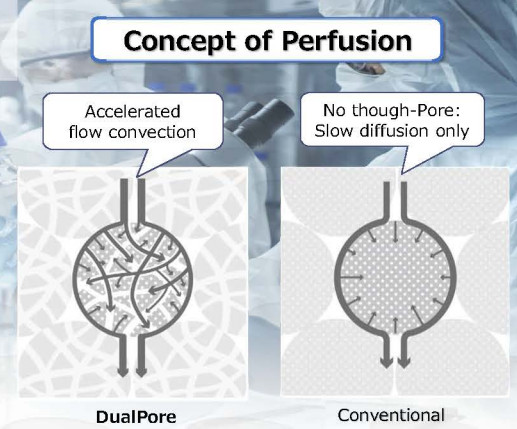 Concept of Perfusion
Accelerated
flow convection
No though-Pore:
Slow diffusion only
DualPore
Conventional